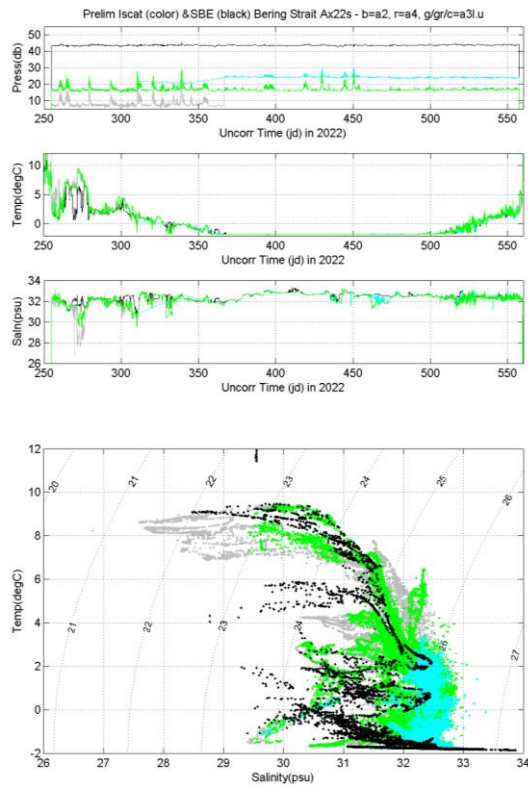 Prelim Iscat (color) &SBE (black) Bering Strait Ax22s - b=a2, r=a4, g/gr/c=a3l.u
Press(db)
50
40
30
20
10
0
250 300 350 400 450 500 550
Uncorr Time (jd) in 2022)
Temp(degC)
10
5
0
250 300 350 400 450 500 550
Uncorr Time (jd) in 2022
Saln(psu)
34
32
30
28
26
250 300 350 400 450 500 550
Uncorr Time (jd) in 2022
Temp(degC)
12
10
8
6
4
2
0
-2
20 21 22 23 24 25 26
21 22 23 24 26 27
26 27 28 29 30 31 32 33 34
Salinity(psu)